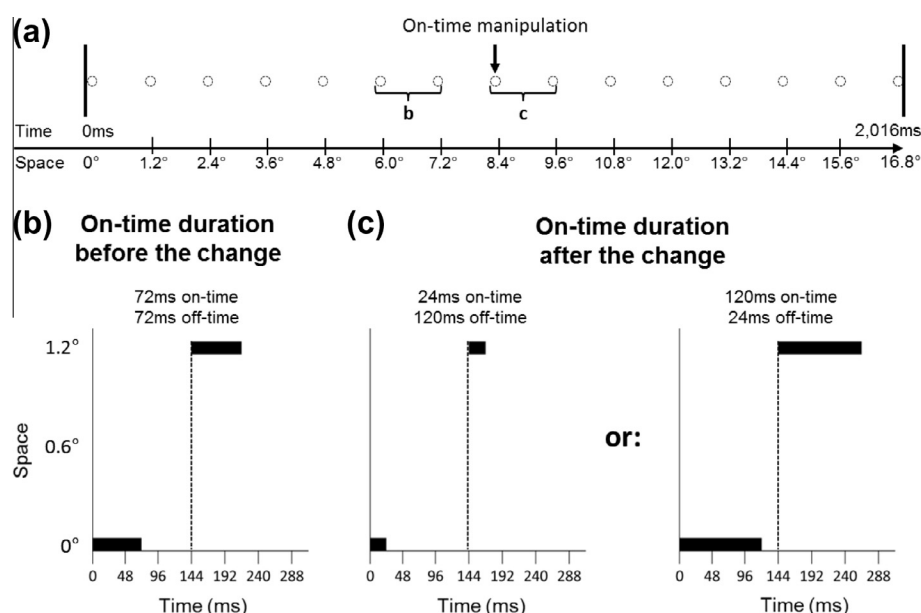 (a)
On-time manipulation
b
c
Time 0ms 2,016ms
Space 0° 1.2° 2.4° 3.6° 4.8° 6.0° 7.2° 8.4° 9.6° 10.8° 12.0° 13.2° 14.4° 15.6° 16.8°
(b) On-time duration
before the change
72ms on-time
72ms off-time
1.2°
0.6°
0°
Space
0 48 96 144 192 240 288
Time (ms)
(c) On-time duration
after the change
24ms on-time
120ms off-time
0 48 96 144 192 240 288
Time (ms)
or:
120ms on-time
24ms off-time
0 48 96 144 192 240 288
Time (ms)